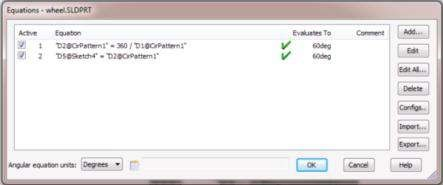 Equations - wheel.SLDPRT
Active Equation Evaluates To Comment
1 "D2@CirPattern1" = 360 / "D1@CirPattern1" 60deg
2 "D5@Sketch4" = "D2@CirPattern1" 60deg
Add...
Edit
Edit All...
Delete
Configs..
Import...
Export...
Angular equation units: Degrees OK Cancel Help